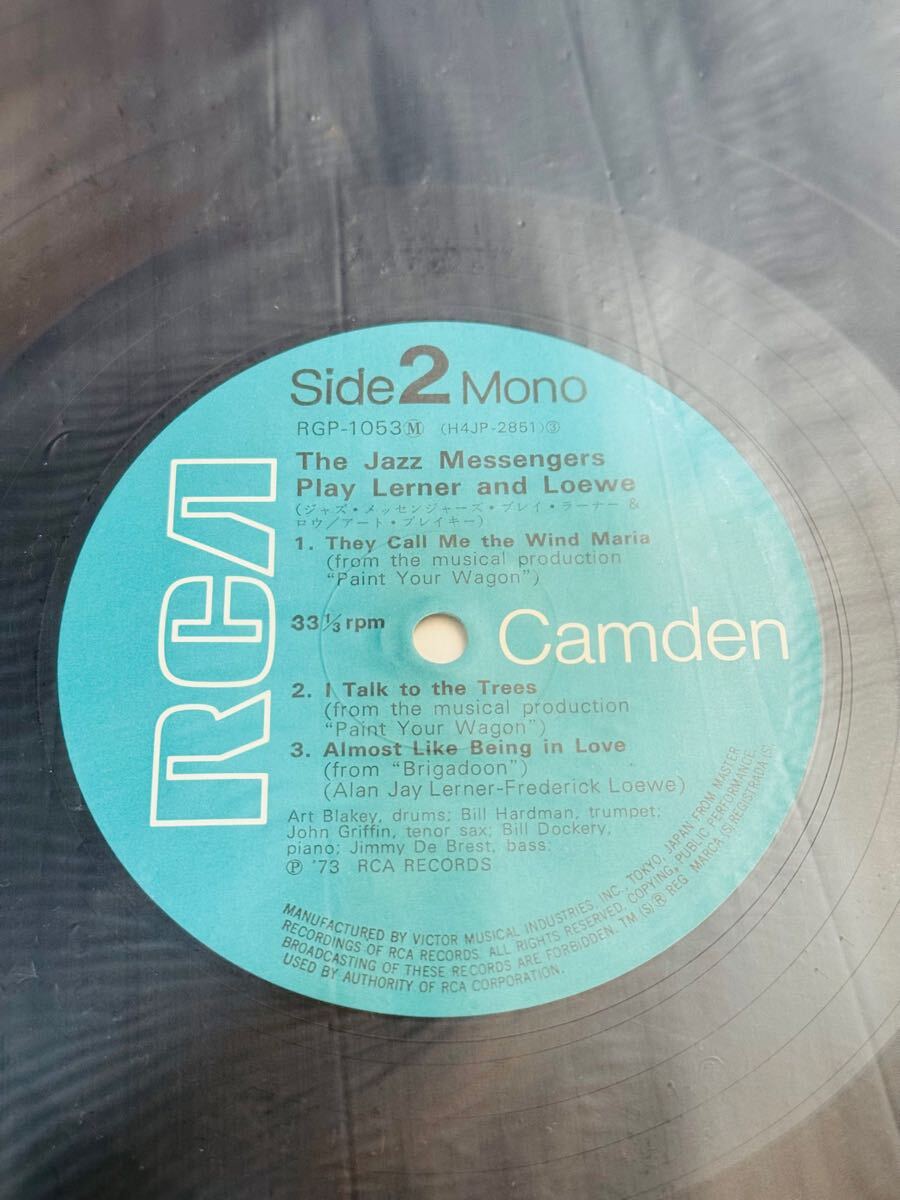 Side 2 Mono
RGP-1053Ⓜ (H4JP-2851)③
The Jazz Messengers
Play Lerner and Loewe
(ジャズ・メッセンジャーズ・プレイ・ラーナー &
ロウ/アート・ブレイキー)
1. They Call Me the Wind Maria
(from the musical production
"Paint Your Wagon")
RCA
33 1/3 rpm
Camden
2. I Talk to the Trees
(from the musical production
"Paint Your Wagon")
3. Almost Like Being in Love
(from "Brigadoon")
(Alan Jay Lerner-Frederick Loewe)
Art Blakey, drums; Bill Hardman, trumpet;
John Griffin, tenor sax; Bill Dockery,
piano; Jimmy De Brest, bass;
Ⓟ '73 RCA RECORDS
MANUFACTURED BY VICTOR MUSICAL INDUSTRIES, INC., TOKYO, JAPAN FROM MASTER
RECORDINGS OF RCA RECORDS. ALL RIGHTS RESERVED. COPYING, PUBLIC PERFORMANCE,
BROADCASTING OF THESE RECORDS ARE FORBIDDEN. TM (S) ® REG. MARCA (S) REGISTRADA (S)
USED BY AUTHORITY OF RCA CORPORATION.